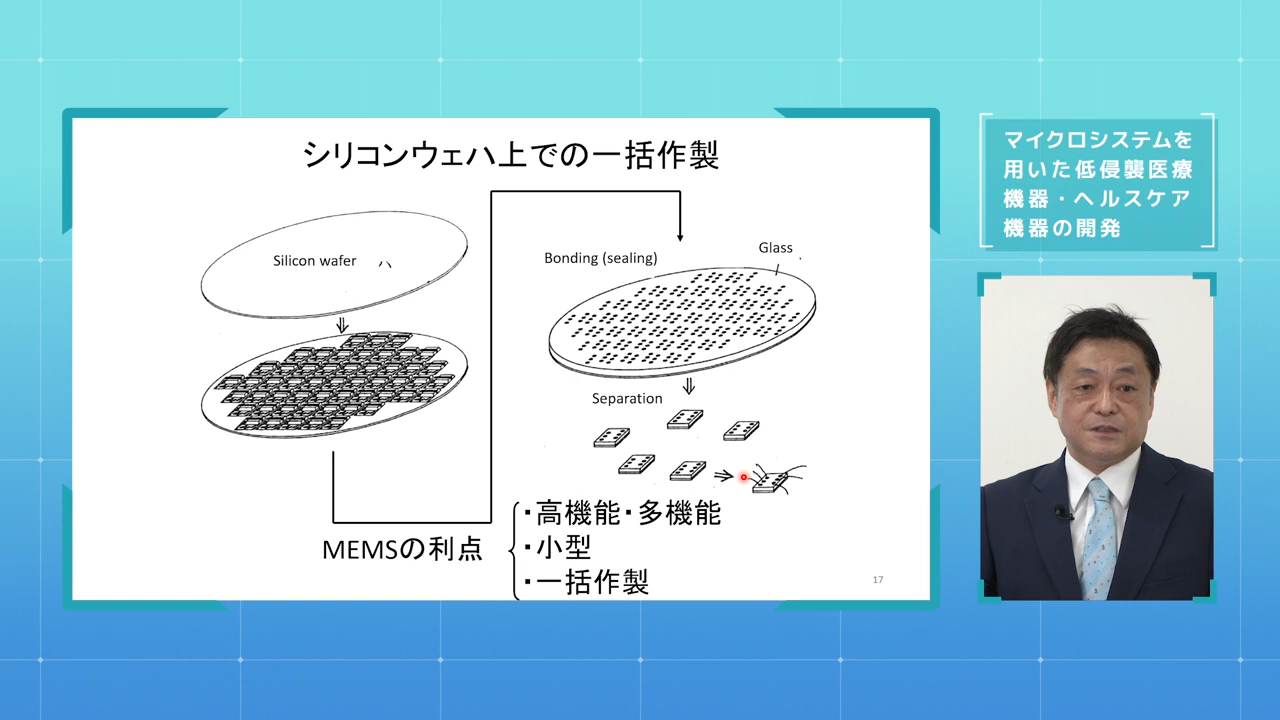 シリコンウェハ上での一括作製
Silicon wafer
Bonding (sealing)
Glass
Separation
MEMSの利点
・高機能・多機能
・小型
・一括作製
17
マイクロシステムを
用いた低侵襲医療
機器・ヘルスケア
機器の開発